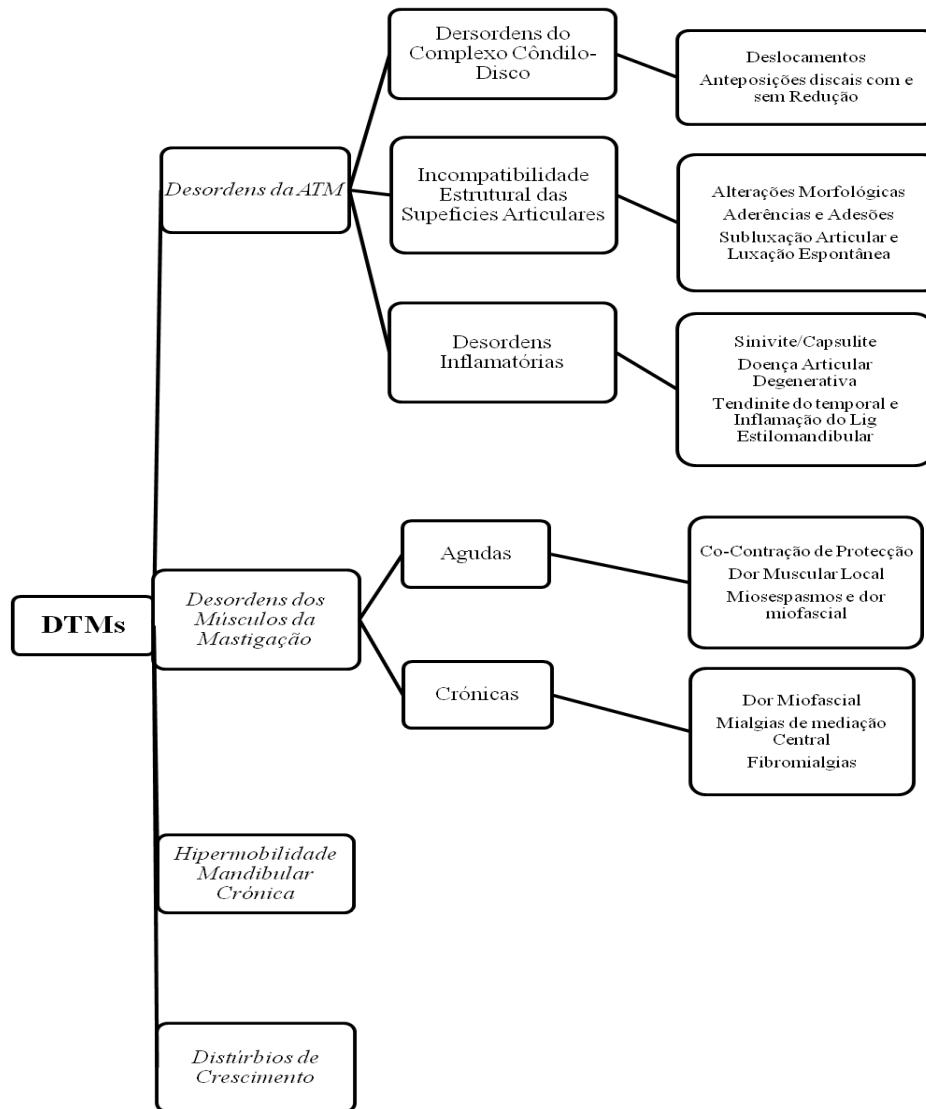 DTMs
Desordens da ATM
Dersordens do
Complexo Côndilo-
Disco
Deslocamentos
Anteposições discais com e
sem Redução
Incompatibilidade
Estrutural das
Supefícies Articulares
Alterações Morfológicas
Aderências e Adesões
Subluxação Articular e
Luxação Espontânea
Desordens
Inflamatórias
Sinivite/Capsulite
Doença Articular
Degenerativa
Tendinite do temporal e
Inflamação do Lig
Estilomandibular
Desordens dos
Músculos da
Mastigação
Agudas
Co-Contração de Protecção
Dor Muscular Local
Miosespasmos e dor
miofascial
Crónicas
Dor Miofascial
Mialgias de mediação
Central
Fibromialgias
Hipermobilidade
Mandibular
Crónica
Distúrbios de
Crescimento